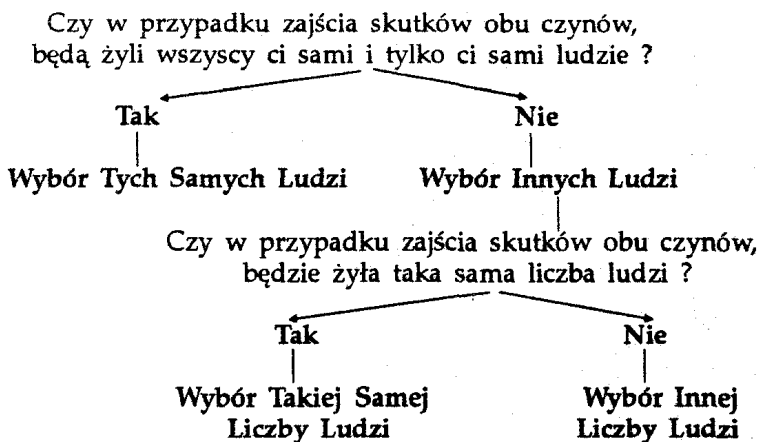 Czy w przypadku zajścia skutków obu czynów,
będą żyli wszyscy ci sami i tylko ci sami ludzie ?
Tak Nie
Wybór Tych Samych Ludzi Wybór Innych Ludzi
Czy w przypadku zajścia skutków obu czynów,
będzie żyła taka sama liczba ludzi ?
Tak Nie
Wybór Takiej Samej Wybór Innej
Liczby Ludzi Liczby Ludzi